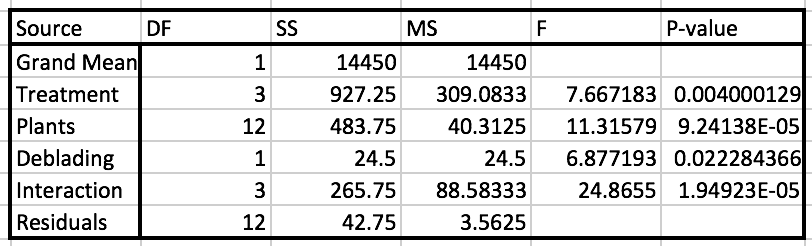 Source DF SS MS F P-value
Grand Mean 1 14450 14450
Treatment 3 927.25 309.0833 7.667183 0.004000129
Plants 12 483.75 40.3125 11.31579 9.24138E-05
Deblading 1 24.5 24.5 6.877193 0.022284366
Interaction 3 265.75 88.58333 24.8655 1.94923E-05
Residuals 12 42.75 3.5625